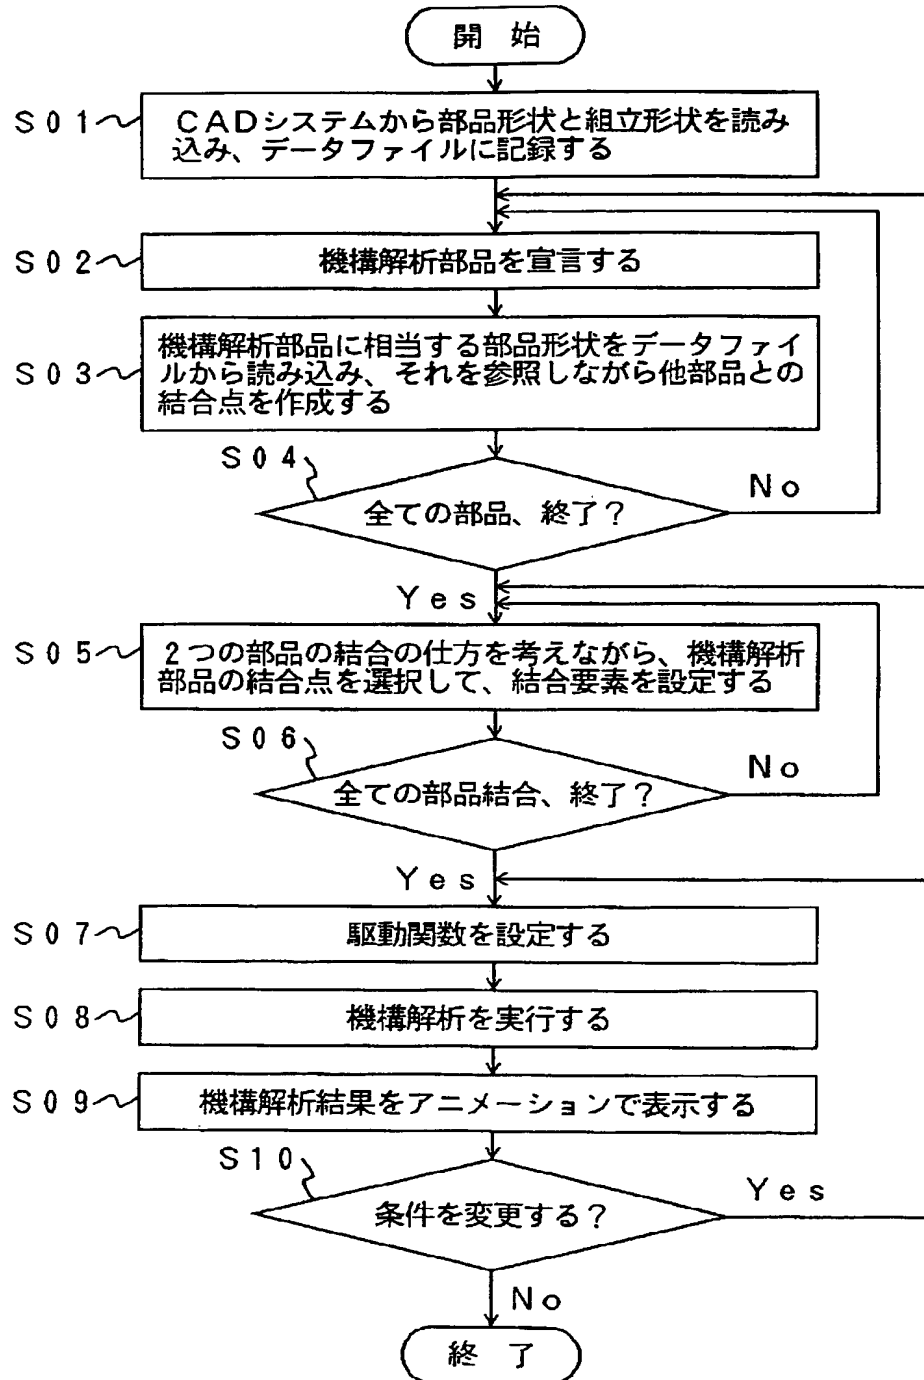 開 始
S01
CADシステムから部品形状と組立形状を読み
込み、データファイルに記録する
S02
機構解析部品を宣言する
S03
機構解析部品に相当する部品形状をデータファイ
ルから読み込み、それを参照しながら他部品との
結合点を作成する
S04
全ての部品、終了?
No
Yes
S05
2つの部品の結合の仕方を考えながら、機構解析
部品の結合点を選択して、結合要素を設定する
S06
全ての部品結合、終了?
No
Yes
S07
駆動関数を設定する
S08
機構解析を実行する
S09
機構解析結果をアニメーションで表示する
S10
条件を変更する?
Yes
No
終 了